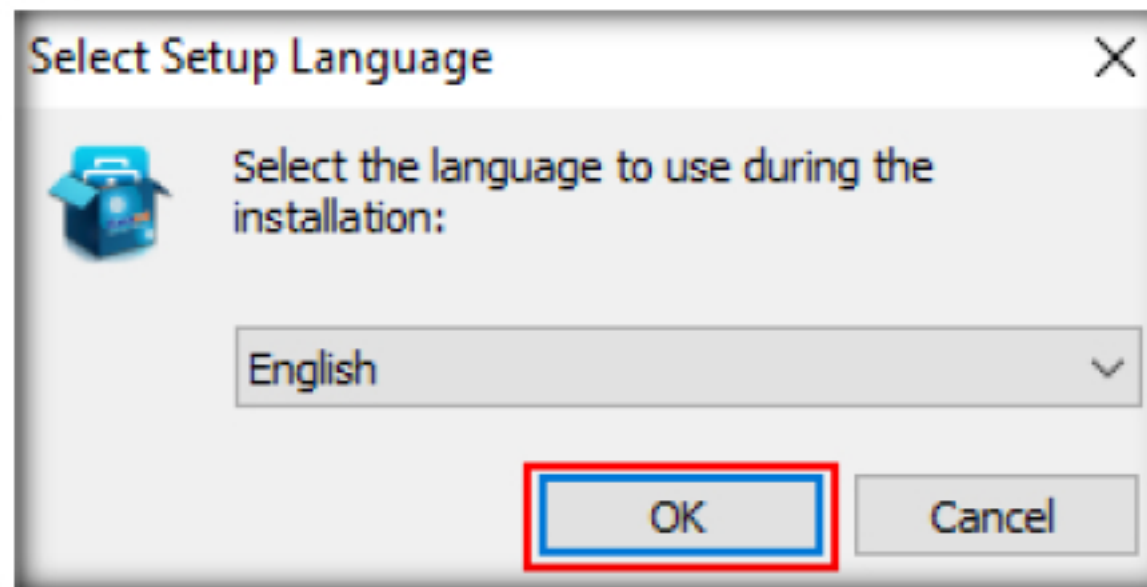 Select Setup Language
Select the language to use during the
installation:
English
OK
Cancel